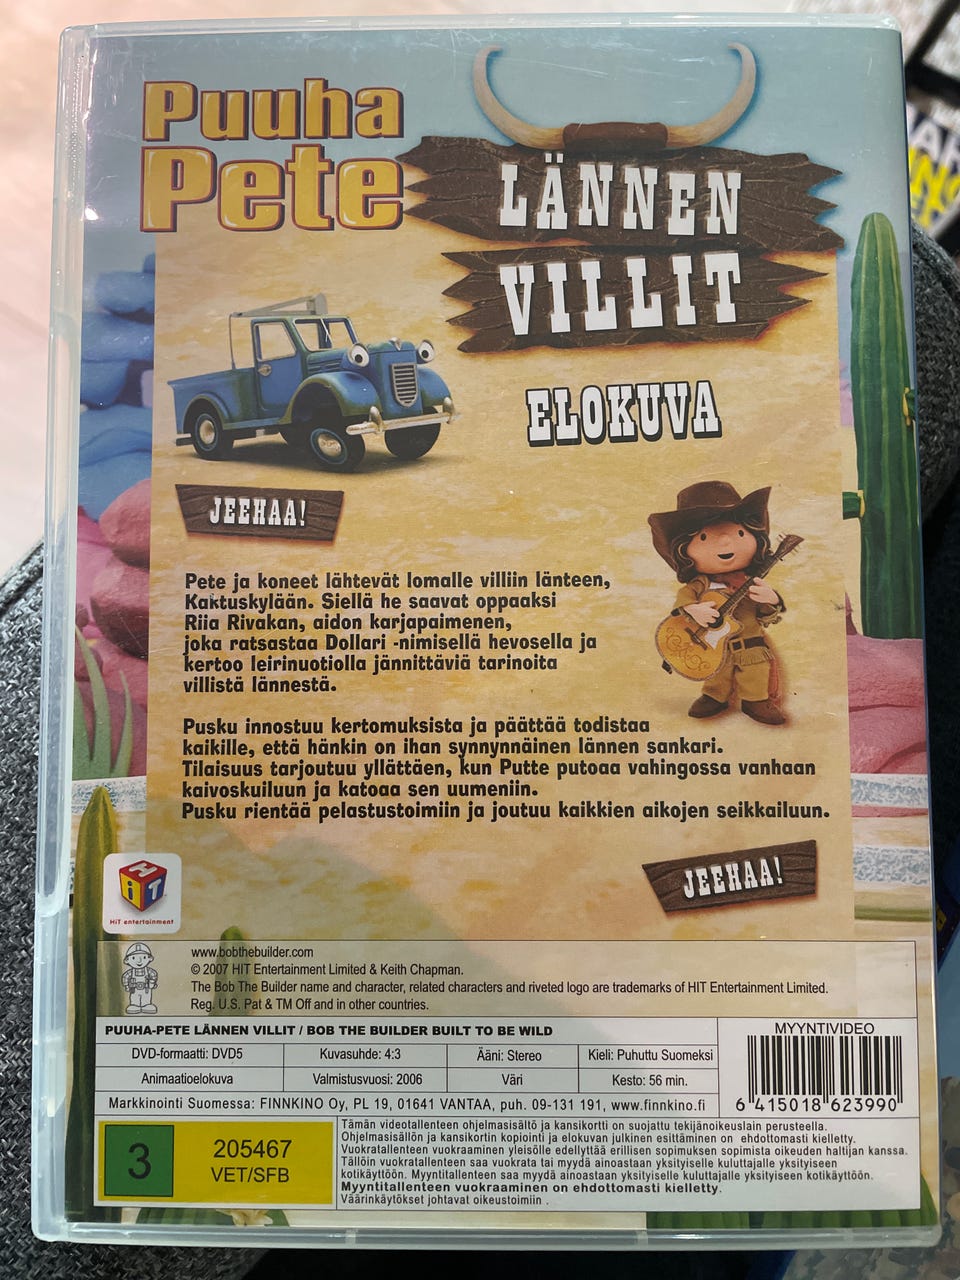 Puuha
Pete
LÄNNEN
VILLIT
ELOKUVA
JEEHAA!
Pete ja koneet lähtevät lomalle villiin länteen,
Kaktuskylään. Siellä he saavat oppaaksi
Riia Rivakan, aidon karjapaimenen,
joka ratsastaa Dollari -nimisellä hevosella ja
kertoo leirinuotiolla jännittäviä tarinoita
villistä lännestä.
Pusku innostuu kertomuksista ja päättää todistaa
kaikille, että hänkin on ihan synnynnäinen lännen sankari.
Tilaisuus tarjoutuu yllättäen, kun Putte putoaa vahingossa vanhaan
kaivoskuiluun ja katoaa sen uumeniin.
Pusku rientää pelastustoimiin ja joutuu kaikkien aikojen seikkailuun.
JEEHAA!
HiT
HiT entertainment
www.bobthebuilder.com
© 2007 HIT Entertainment Limited & Keith Chapman.
The Bob The Builder name and character, related characters and riveted logo are trademarks of HIT Entertainment Limited.
Reg. U.S. Pat & TM Off and in other countries.
PUUHA-PETE LÄNNEN VILLIT / BOB THE BUILDER BUILT TO BE WILD
MYYNTIVIDEO
DVD-formaatti: DVD5 Kuvasuhde: 4:3 Ääni: Stereo Kieli: Puhuttu Suomeksi
Animaatioelokuva Valmistusvuosi: 2006 Väri Kesto: 56 min.
Markkinointi Suomessa: FINNKINO Oy, PL 19, 01641 VANTAA, puh. 09-131 191, www.finnkino.fi
6 415018 623990
3
205467
VET/SFB
Tämän videotallenteen ohjelmasisältö ja kansikortti on suojattu tekijänoikeuslain perusteella.
Ohjelmasisällön ja kansikortin kopiointi ja elokuvan julkinen esittäminen on ehdottomasti kielletty.
Vuokratallenteen vuokraaminen yleisölle edellyttää erillisen sopimuksen sopimista oikeuden haltijan kanssa.
Tällöin vuokratallenteen saa vuokrata tai myydä ainoastaan yksityiselle kuluttajalle yksityiseen
kotikäyttöön. Myyntitallenteen saa myydä ainoastaan yksityiselle kuluttajalle yksityiseen kotikäyttöön.
Myyntitallenteen vuokraaminen on ehdottomasti kielletty.
Väärinkäytökset johtavat oikeustoimiin .